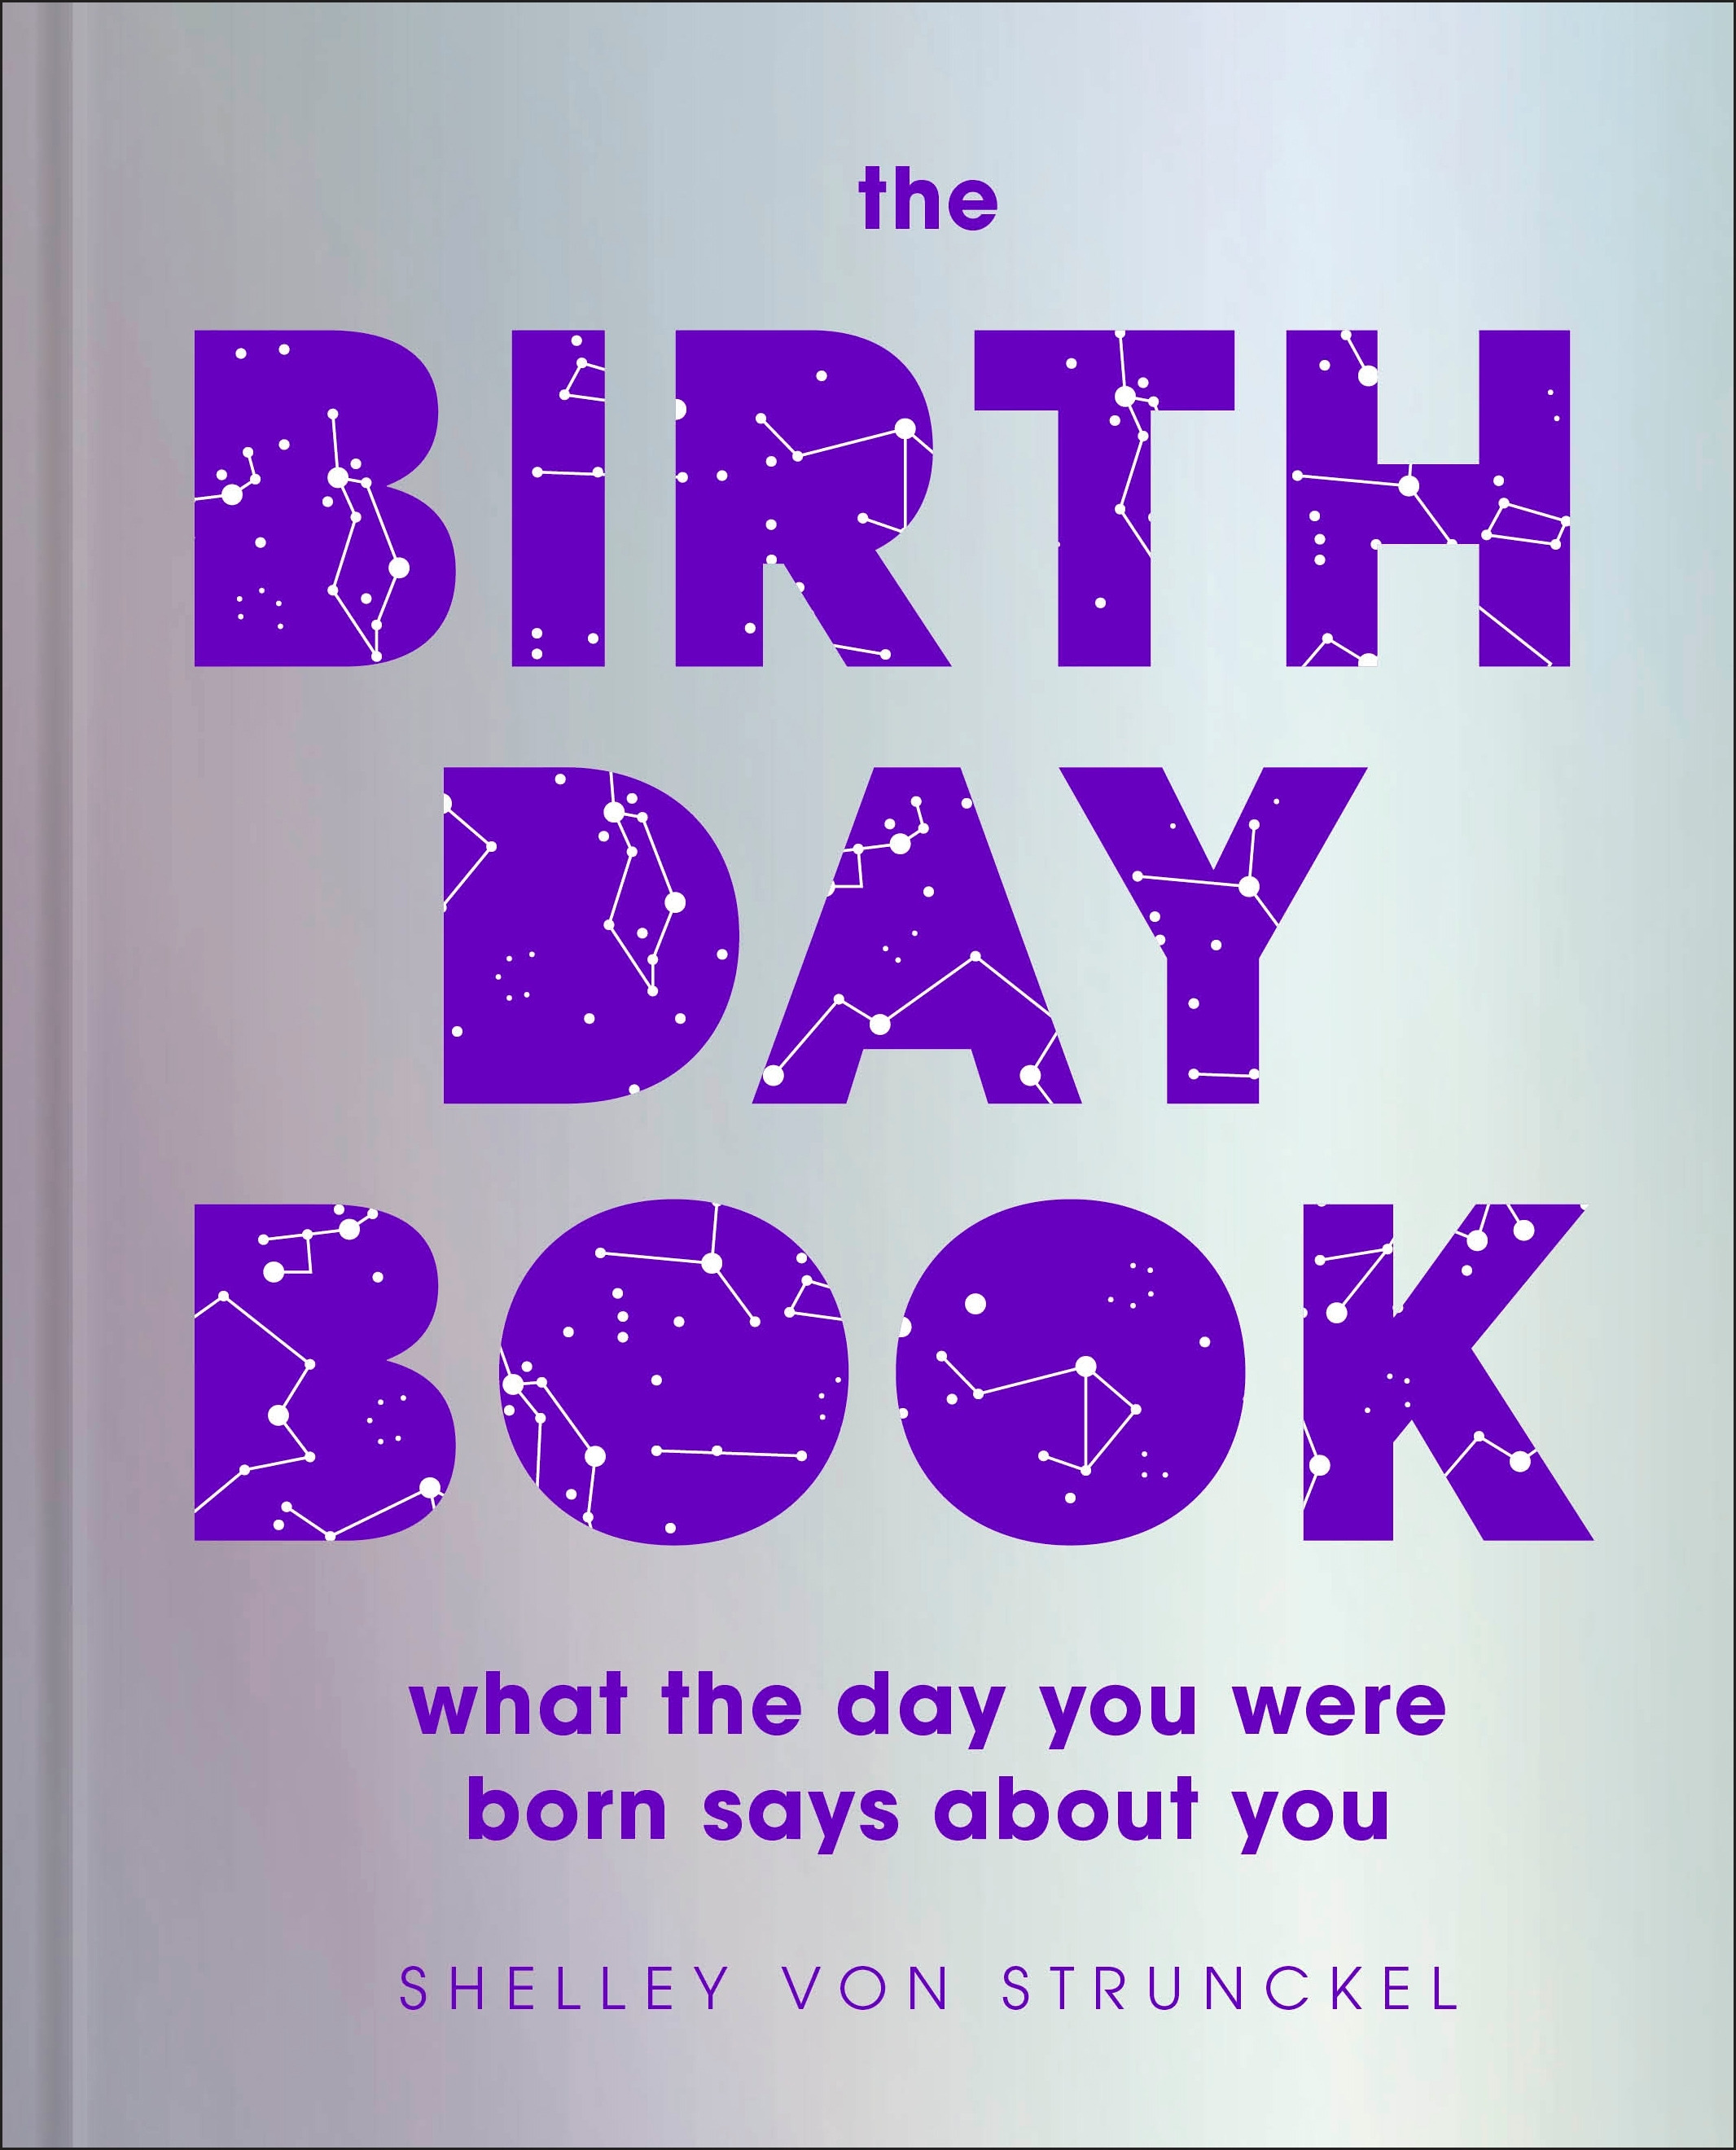 the
BIRTH
DAY
BOOK
what the day you were
born says about you
SHELLEY VON STRUNCKEL